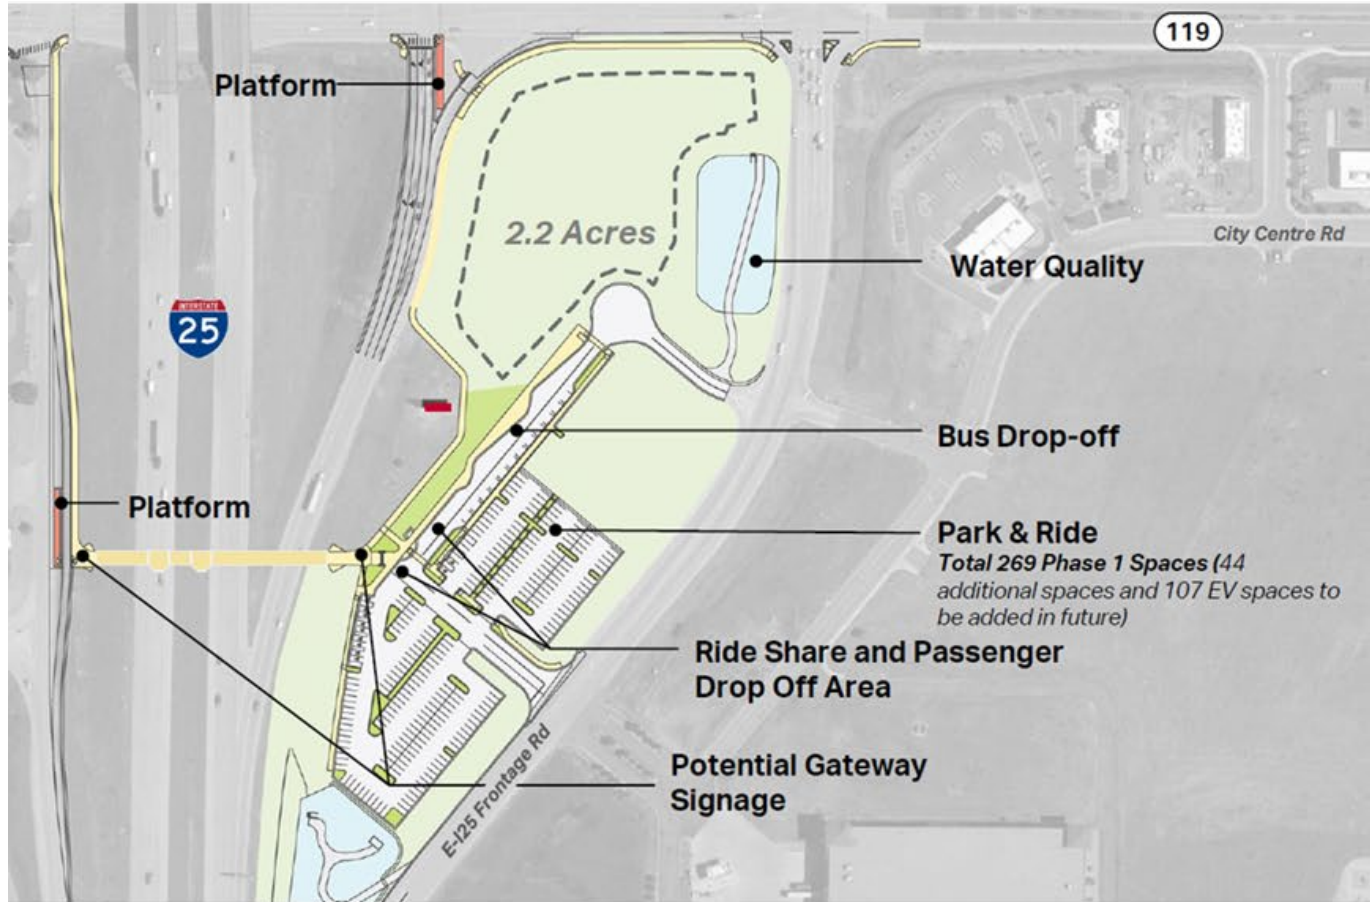 119
Platform
2.2 Acres
City Centre Rd
Water Quality
INTERSTATE
25
Bus Drop-off
Platform
Park & Ride
Total 269 Phase 1 Spaces (44
additional spaces and 107 EV spaces to
be added in future)
Ride Share and Passenger
Drop Off Area
E-I25 Frontage Rd
Potential Gateway
Signage